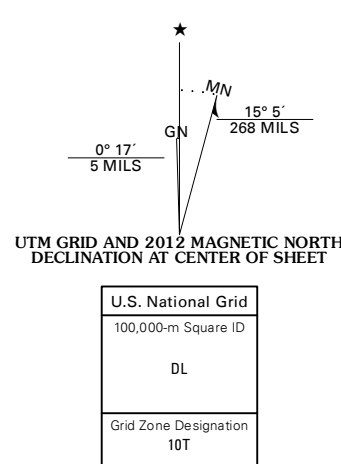 ★
MN
GN
15° 5´
268 MILS
0° 17´
5 MILS
UTM GRID AND 2012 MAGNETIC NORTH
DECLINATION AT CENTER OF SHEET
U.S. National Grid
100,000-m Square ID
DL
Grid Zone Designation
10T